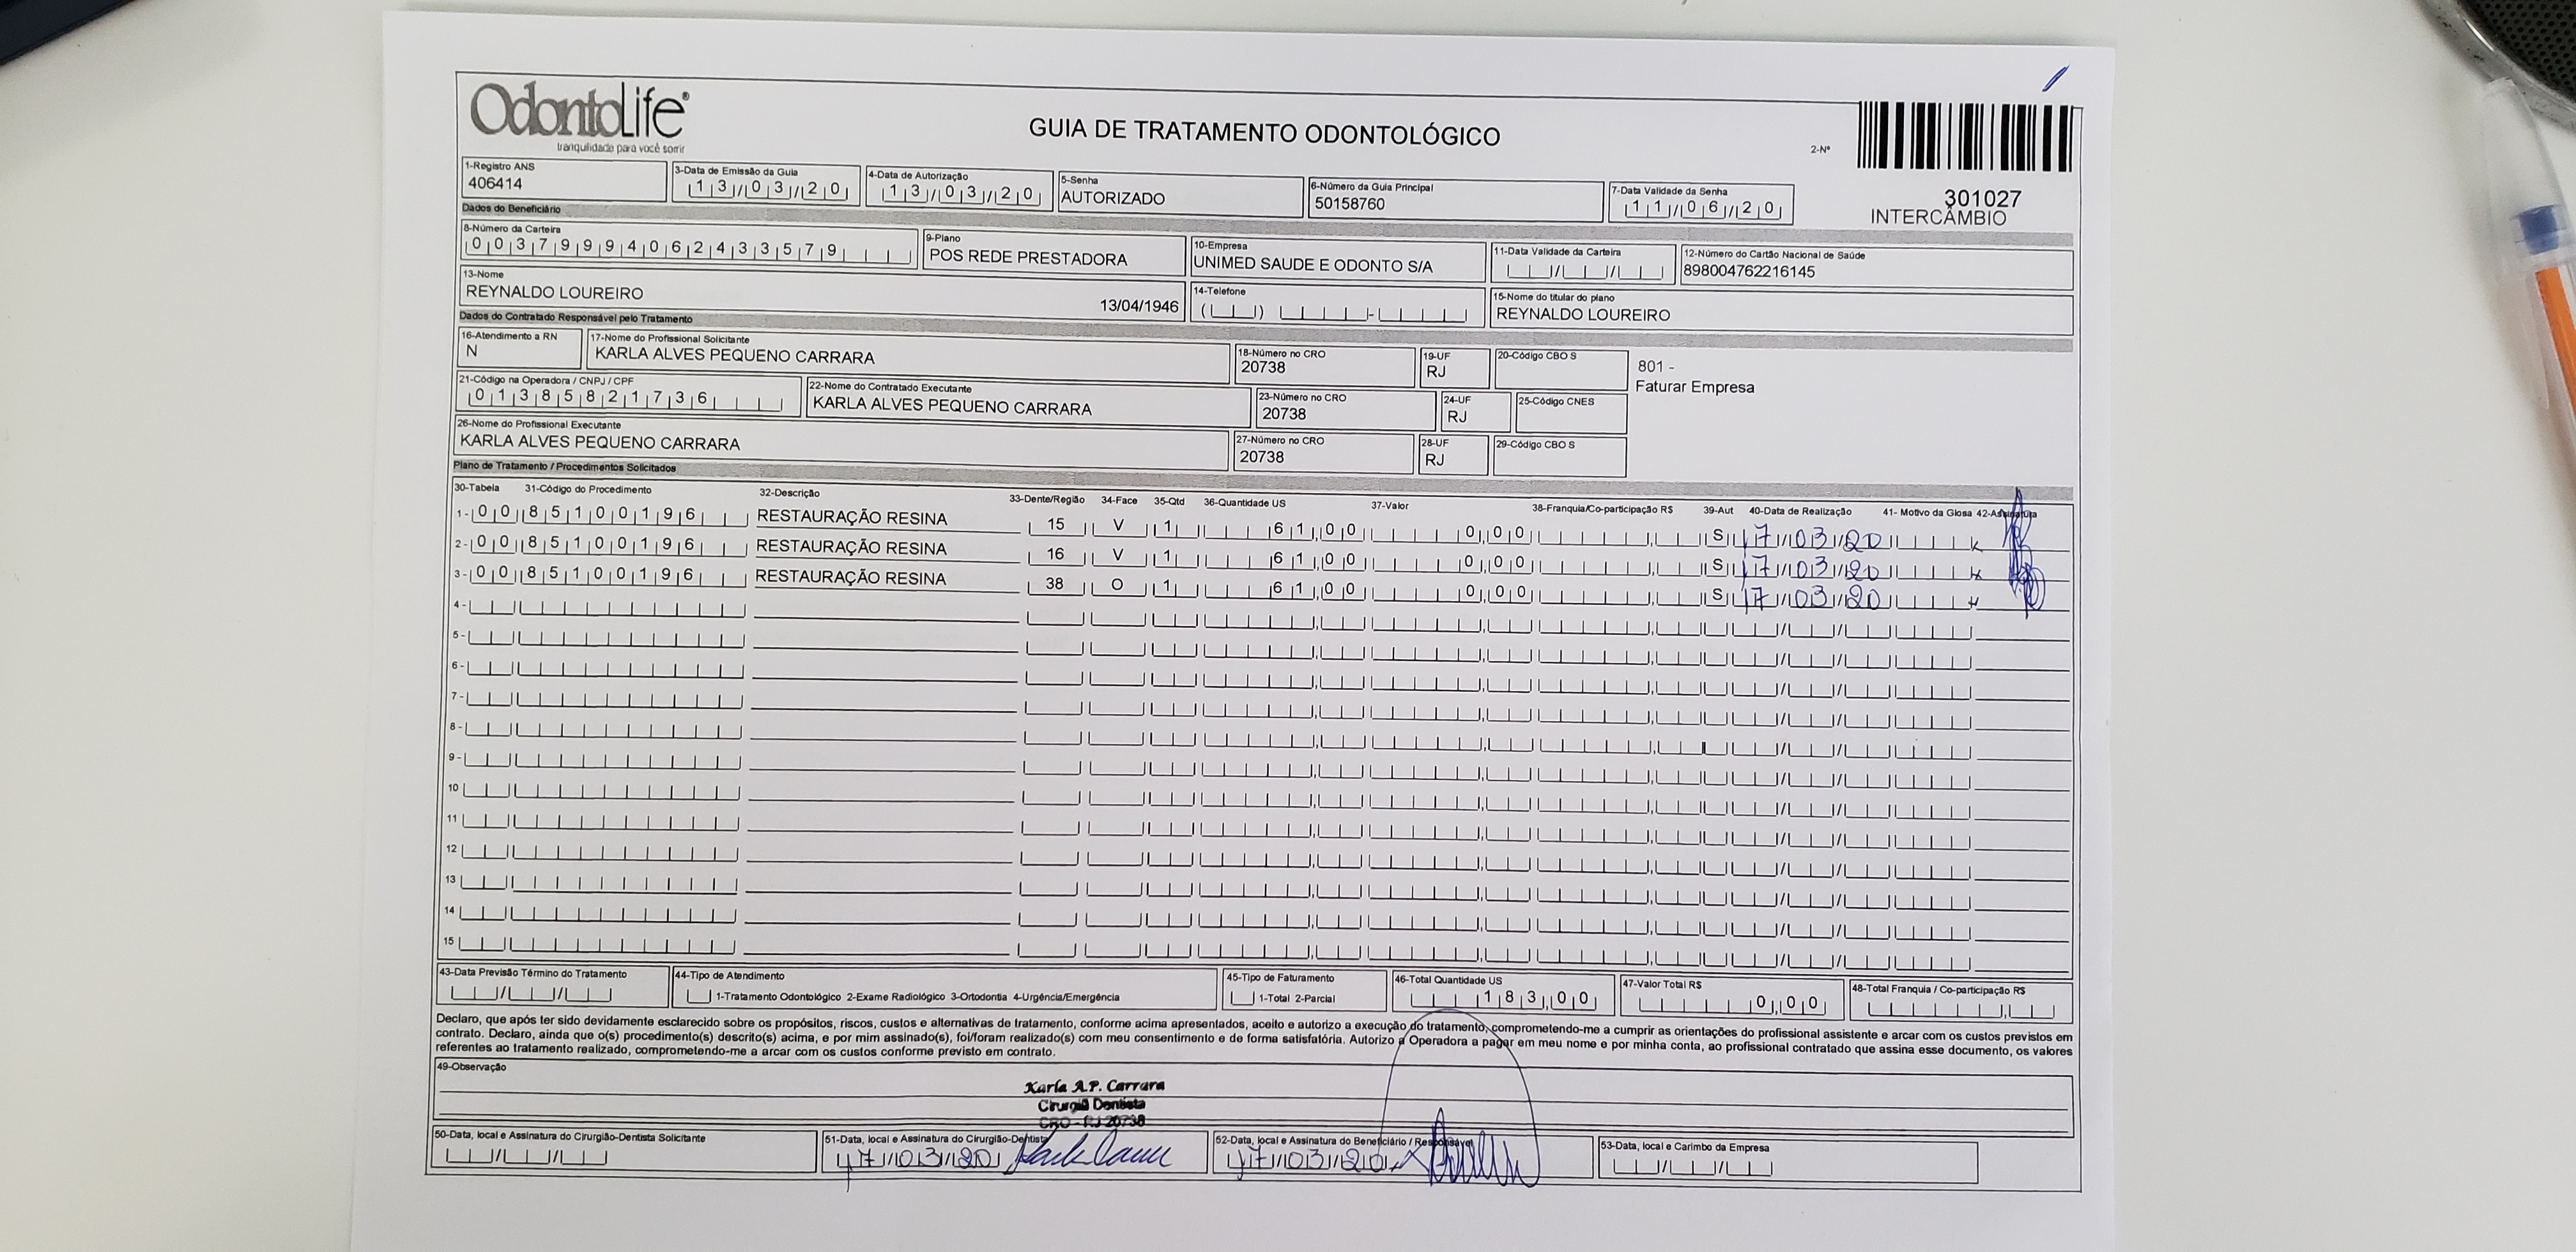 OdontoLife®
tranquilidade para você sorrir
GUIA DE TRATAMENTO ODONTOLÓGICO
2-Nº
301027
INTERCÂMBIO
1-Registro ANS
406414
3-Data de Emissão da Guia
13/03/20
4-Data de Autorização
13/03/20
5-Senha
AUTORIZADO
6-Número da Guia Principal
50158760
7-Data Validade da Senha
11/06/20
Dados do Beneficiário
8-Número da Carteira
00379994062433579
9-Plano
POS REDE PRESTADORA
10-Empresa
UNIMED SAUDE E ODONTO S/A
11-Data Validade da Carteira
12-Número do Cartão Nacional de Saúde
898004762216145
13-Nome
REYNALDO LOUREIRO 13/04/1946
14-Telefone
15-Nome do titular do plano
REYNALDO LOUREIRO
Dados do Contratado Responsável pelo Tratamento
16-Atendimento a RN
N
17-Nome do Profissional Solicitante
KARLA ALVES PEQUENO CARRARA
18-Número no CRO
20738
19-UF
RJ
20-Código CBO S
801 -
Faturar Empresa
21-Código na Operadora / CNPJ / CPF
01385821736
22-Nome do Contratado Executante
KARLA ALVES PEQUENO CARRARA
23-Número no CRO
20738
24-UF
RJ
25-Código CNES
26-Nome do Profissional Executante
KARLA ALVES PEQUENO CARRARA
27-Número no CRO
20738
28-UF
RJ
29-Código CBO S
Plano de Tratamento / Procedimentos Solicitados
30-Tabela 31-Código do Procedimento 32-Descrição 33-Dente/Região 34-Face 35-Qtd 36-Quantidade US 37-Valor 38-Franquia/Co-participação R$ 39-Aut 40-Data de Realização 41- Motivo da Glosa 42-Assinatura
1- 00 85100196 RESTAURAÇÃO RESINA 15 V 1 61,00 0,00 S 17/03/20
2- 00 85100196 RESTAURAÇÃO RESINA 16 V 1 61,00 0,00 S 17/03/20
3- 00 85100196 RESTAURAÇÃO RESINA 38 O 1 61,00 0,00 S 17/03/20
4-
5-
6-
7-
8-
9-
10
11
12
13
14
15
43-Data Previsão Término do Tratamento
44-Tipo de Atendimento
1-Tratamento Odontológico 2-Exame Radiológico 3-Ortodontia 4-Urgência/Emergência
45-Tipo de Faturamento
1-Total 2-Parcial
46-Total Quantidade US
183,00
47-Valor Total R$
0,00
48-Total Franquia / Co-participação R$
Declaro, que após ter sido devidamente esclarecido sobre os propósitos, riscos, custos e alternativas de tratamento, conforme acima apresentados, aceito e autorizo a execução do tratamento, comprometendo-me a cumprir as orientações do profissional assistente e arcar com os custos previstos em
contrato. Declaro, ainda que o(s) procedimento(s) descrito(s) acima, e por mim assinado(s), foi/foram realizado(s) com meu consentimento e de forma satisfatória. Autorizo a Operadora a pagar em meu nome e por minha conta, ao profissional contratado que assina esse documento, os valores
referentes ao tratamento realizado, comprometendo-me a arcar com os custos conforme previsto em contrato.
49-Observação
Karla A.P. Carrara
Cirurgiã Dentista
CRO - RJ 20738
50-Data, local e Assinatura do Cirurgião-Dentista Solicitante
51-Data, local e Assinatura do Cirurgião-Dentista
17/03/20
52-Data, local e Assinatura do Beneficiário / Responsável
17/03/20
53-Data, local e Carimbo da Empresa